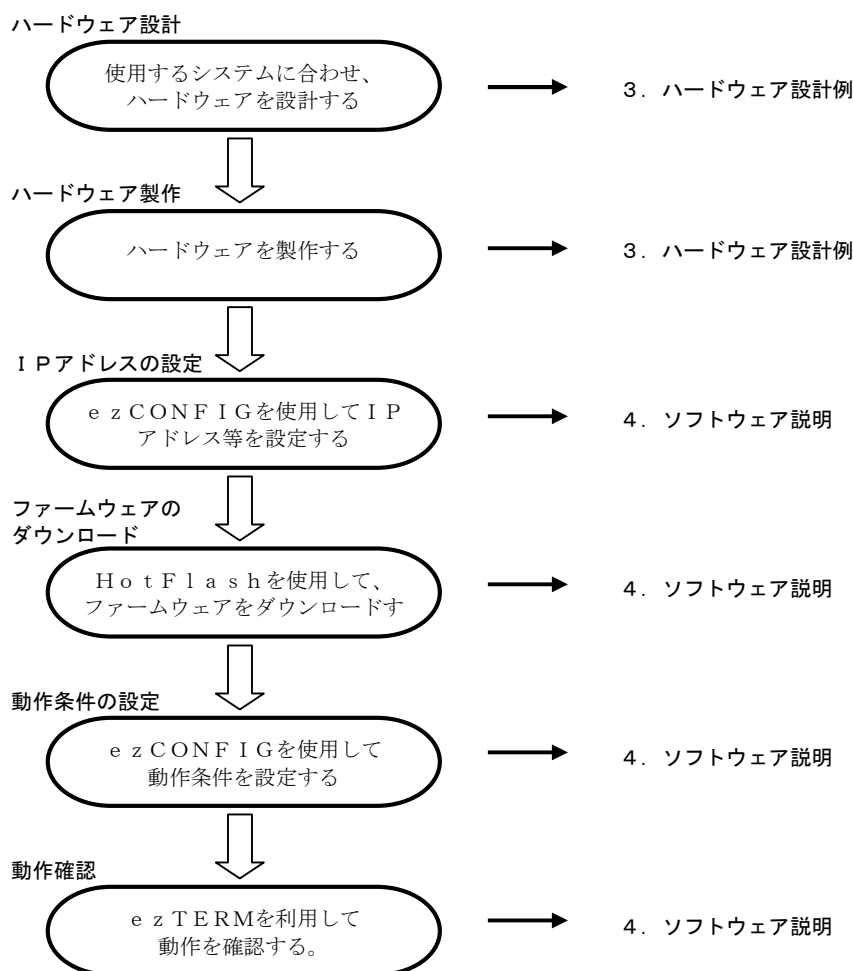 ハードウェア設計
使用するシステムに合わせ、
ハードウェアを設計する
３．ハードウェア設計例
ハードウェア製作
ハードウェアを製作する
３．ハードウェア設計例
ＩＰアドレスの設定
ｅｚＣＯＮＦＩＧを使用してＩＰ
アドレス等を設定する
４．ソフトウェア説明
ファームウェアの
ダウンロード
ＨｏｔＦｌａｓｈを使用して、
ファームウェアをダウンロードす
４．ソフトウェア説明
動作条件の設定
ｅｚＣＯＮＦＩＧを使用して
動作条件を設定する
４．ソフトウェア説明
動作確認
ｅｚＴＥＲＭを利用して
動作を確認する。
４．ソフトウェア説明